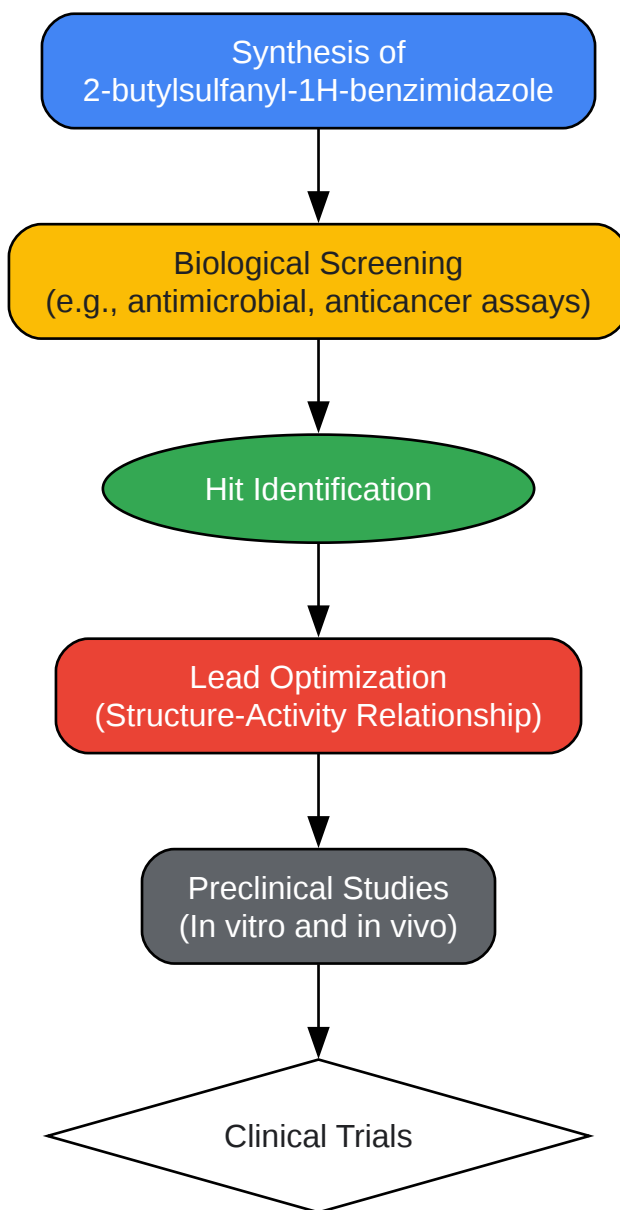 Synthesis of
2-butylsulfanyl-1H-benzimidazole
Biological Screening
(e.g., antimicrobial, anticancer assays)
Hit Identification
Lead Optimization
(Structure-Activity Relationship)
Preclinical Studies
(In vitro and in vivo)
Clinical Trials